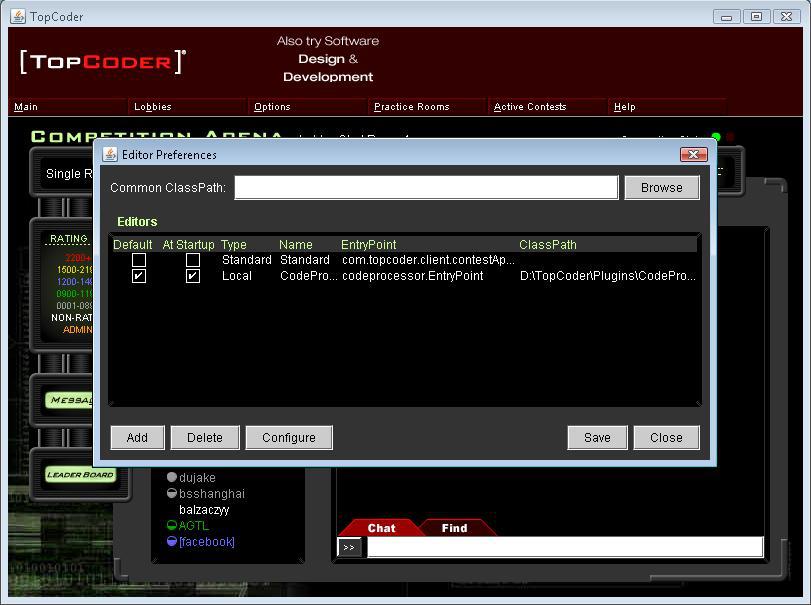 TopCoder
[TOPCODER]®
Also try Software
Design &
Development
Main
Lobbies
Options
Practice Rooms
Active Contests
Help
COMPETITION ARENA
Editor Preferences
Single R
Common ClassPath:
Browse
Editors
Default At Startup Type Name EntryPoint ClassPath
Standard Standard com.topcoder.client.contestAp...
Local CodePro... codeprocessor.EntryPoint D:\TopCoder\Plugins\CodePro...
RATING
2200+
1500-219
1200-149
0900-119
0001-089
NON-RAT
ADMIN
MESSAG
Add
Delete
Configure
Save
Close
LEADER BOARD
dujake
bsshanghai
balzaczyy
AGTL
[facebook]
Chat
Find
>>